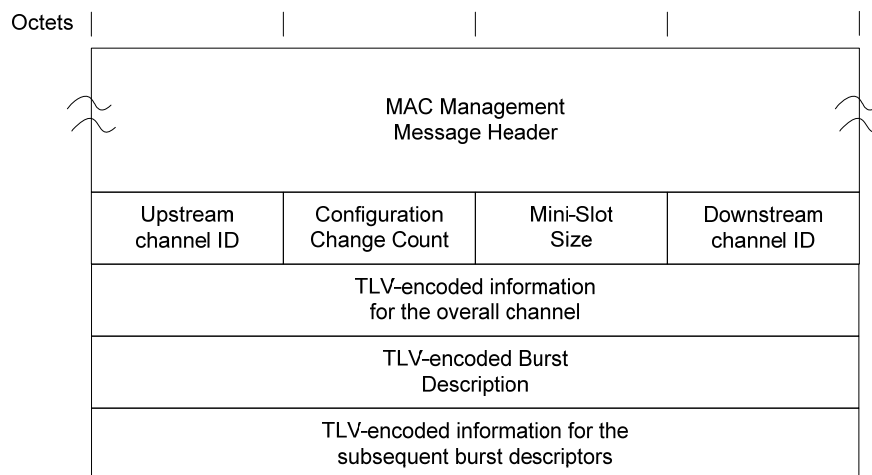 Octets
MAC Management
Message Header
Upstream
channel ID
Configuration
Change Count
Mini-Slot
Size
Downstream
channel ID
TLV-encoded information
for the overall channel
TLV-encoded Burst
Description
TLV-encoded information for the
subsequent burst descriptors